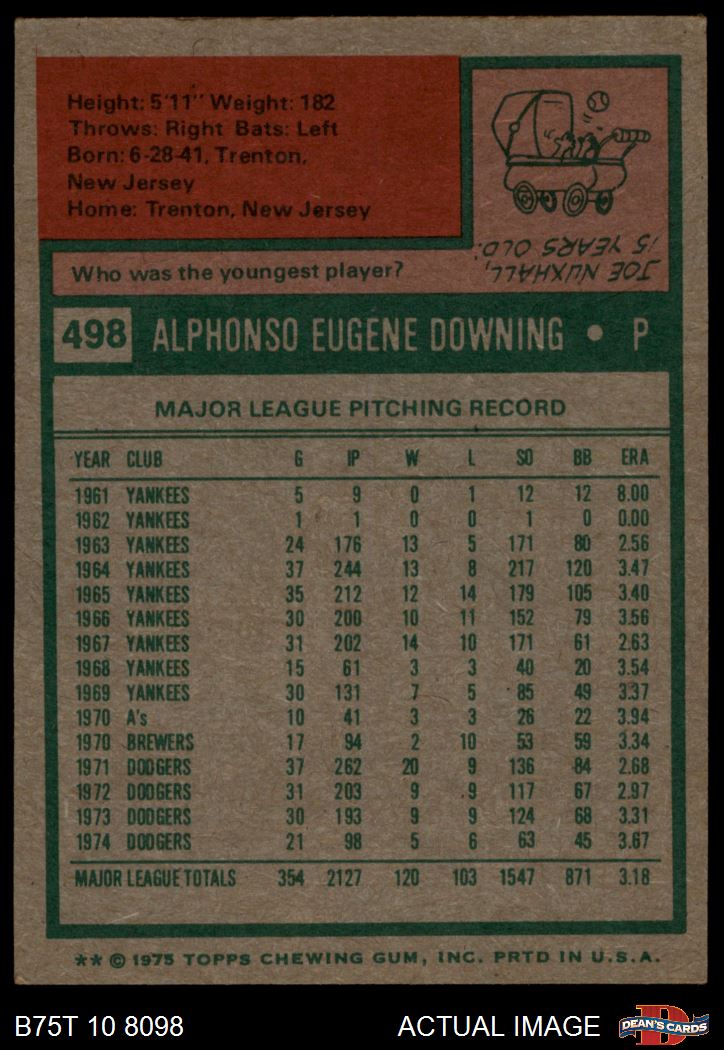 Height: 5'11" Weight: 182
Throws: Right Bats: Left
Born: 6-28-41, Trenton,
New Jersey
Home: Trenton, New Jersey
Who was the youngest player?
JOE NUXHALL,
15 YEARS OLD.
498 ALPHONSO EUGENE DOWNING • P
MAJOR LEAGUE PITCHING RECORD
YEAR CLUB G IP W L SO BB ERA
1961 YANKEES 5 9 0 1 12 12 8.00
1962 YANKEES 1 1 0 0 1 0 0.00
1963 YANKEES 24 176 13 5 171 80 2.56
1964 YANKEES 37 244 13 8 217 120 3.47
1965 YANKEES 35 212 12 14 179 105 3.40
1966 YANKEES 30 200 10 11 152 79 3.56
1967 YANKEES 31 202 14 10 171 61 2.63
1968 YANKEES 15 61 3 3 40 20 3.54
1969 YANKEES 30 131 7 5 85 49 3.37
1970 A's 10 41 3 3 26 22 3.94
1970 BREWERS 17 94 2 10 53 59 3.34
1971 DODGERS 37 262 20 9 136 84 2.68
1972 DODGERS 31 203 9 9 117 67 2.97
1973 DODGERS 30 193 9 9 124 68 3.31
1974 DODGERS 21 98 5 6 63 45 3.67
MAJOR LEAGUE TOTALS 354 2127 120 103 1547 871 3.18
** © 1975 TOPPS CHEWING GUM, INC. PRTD IN U.S.A.
B75T 10 8098 ACTUAL IMAGE D DEAN'S CARDS